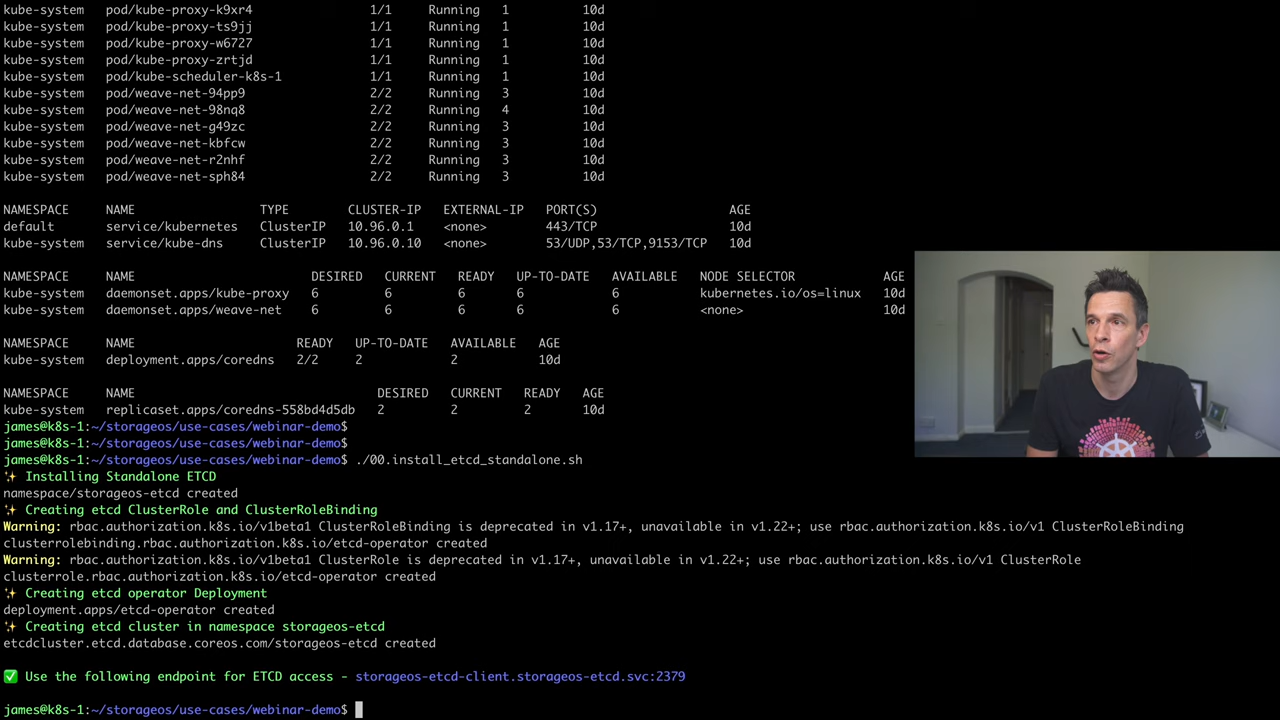 kube-system pod/kube-proxy-k9xr4 1/1 Running 1 10d
kube-system pod/kube-proxy-ts9jj 1/1 Running 1 10d
kube-system pod/kube-proxy-w6727 1/1 Running 1 10d
kube-system pod/kube-proxy-zrtjd 1/1 Running 1 10d
kube-system pod/kube-scheduler-k8s-1 1/1 Running 1 10d
kube-system pod/weave-net-94pp9 2/2 Running 3 10d
kube-system pod/weave-net-98nq8 2/2 Running 4 10d
kube-system pod/weave-net-g49zc 2/2 Running 3 10d
kube-system pod/weave-net-kbfcw 2/2 Running 3 10d
kube-system pod/weave-net-r2nhf 2/2 Running 3 10d
kube-system pod/weave-net-sph84 2/2 Running 3 10d
NAMESPACE NAME TYPE CLUSTER-IP EXTERNAL-IP PORT(S) AGE
default service/kubernetes ClusterIP 10.96.0.1 <none> 443/TCP 10d
kube-system service/kube-dns ClusterIP 10.96.0.10 <none> 53/UDP,53/TCP,9153/TCP 10d
NAMESPACE NAME DESIRED CURRENT READY UP-TO-DATE AVAILABLE NODE SELECTOR AGE
kube-system daemonset.apps/kube-proxy 6 6 6 6 6 kubernetes.io/os=linux 10d
kube-system daemonset.apps/weave-net 6 6 6 6 6 <none> 10d
NAMESPACE NAME READY UP-TO-DATE AVAILABLE AGE
kube-system deployment.apps/coredns 2/2 2 2 10d
NAMESPACE NAME DESIRED CURRENT READY AGE
kube-system replicaset.apps/coredns-558bd4d5db 2 2 2 10d
james@k8s-1:~/storageos/use-cases/webinar-demo$
james@k8s-1:~/storageos/use-cases/webinar-demo$
james@k8s-1:~/storageos/use-cases/webinar-demo$ ./00.install_etcd_standalone.sh
✨ Installing Standalone ETCD
namespace/storageos-etcd created
✨ Creating etcd ClusterRole and ClusterRoleBinding
Warning: rbac.authorization.k8s.io/v1beta1 ClusterRoleBinding is deprecated in v1.17+, unavailable in v1.22+; use rbac.authorization.k8s.io/v1 ClusterRoleBinding
clusterrolebinding.rbac.authorization.k8s.io/etcd-operator created
Warning: rbac.authorization.k8s.io/v1beta1 ClusterRole is deprecated in v1.17+, unavailable in v1.22+; use rbac.authorization.k8s.io/v1 ClusterRole
clusterrole.rbac.authorization.k8s.io/etcd-operator created
✨ Creating etcd operator Deployment
deployment.apps/etcd-operator created
✨ Creating etcd cluster in namespace storageos-etcd
etcdcluster.etcd.database.coreos.com/storageos-etcd created
✅ Use the following endpoint for ETCD access - storageos-etcd-client.storageos-etcd.svc:2379
james@k8s-1:~/storageos/use-cases/webinar-demo$